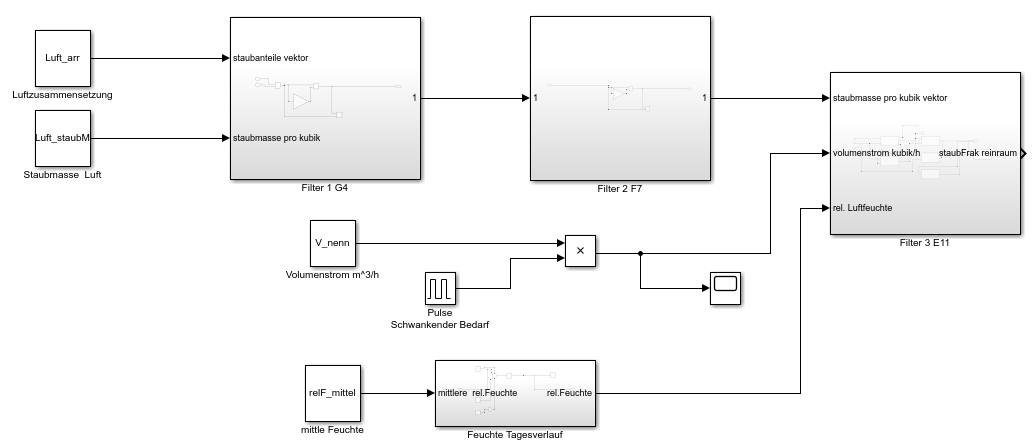 Luft_arr
Luftzusammensetzung
Luft_staubM
Staubmasse Luft
staubanteile vektor
staubmasse pro kubik
1
Filter 1 G4
1
1
Filter 2 F7
staubmasse pro kubik vektor
volumenstrom kubik/h
staubFrak reinraum
rel. Luftfeuchte
Filter 3 E11
V_nenn
Volumenstrom m^3/h
×
Pulse
Schwankender Bedarf
relF_mittel
mittle Feuchte
mittlere rel.Feuchte
rel.Feuchte
Feuchte Tagesverlauf